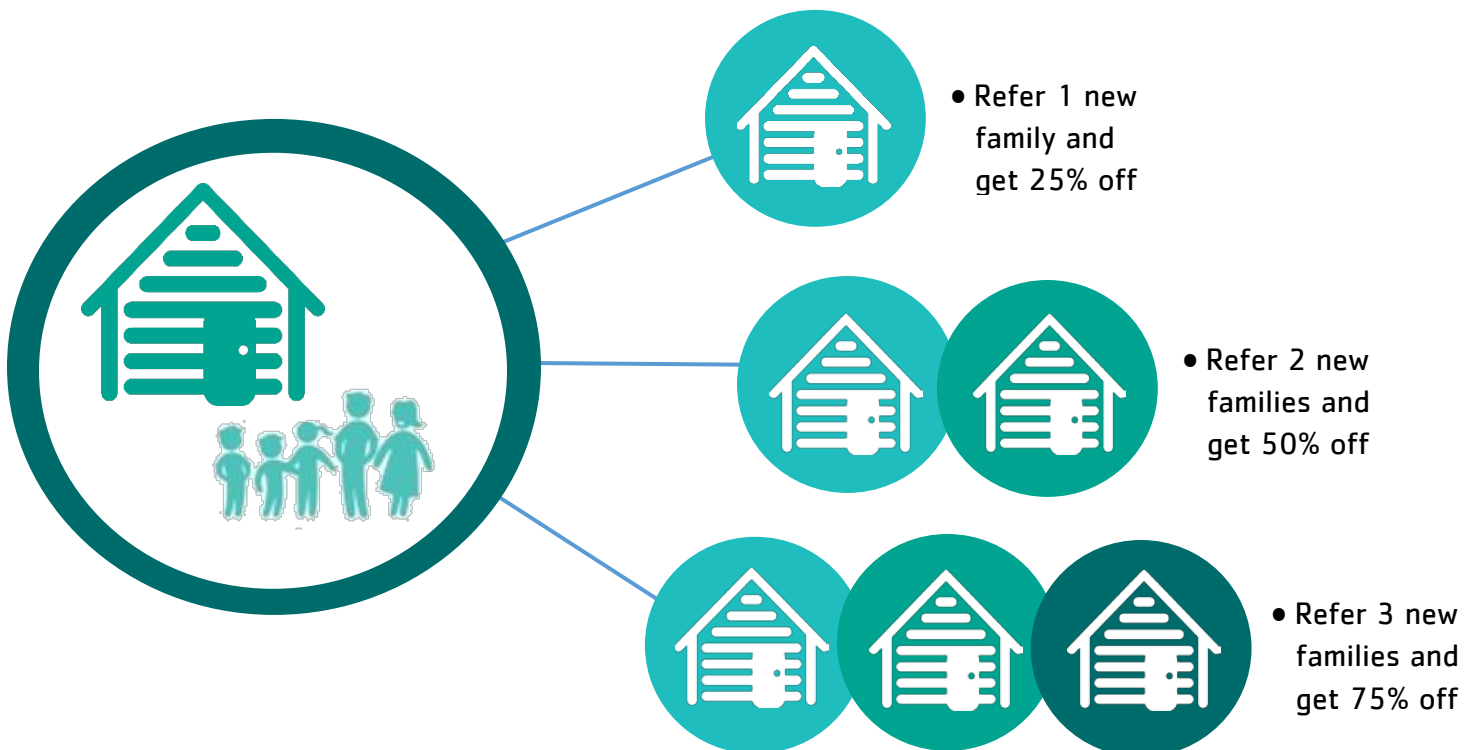 • Refer 1 new
family and
get 25% off
• Refer 2 new
families and
get 50% off
• Refer 3 new
families and
get 75% off